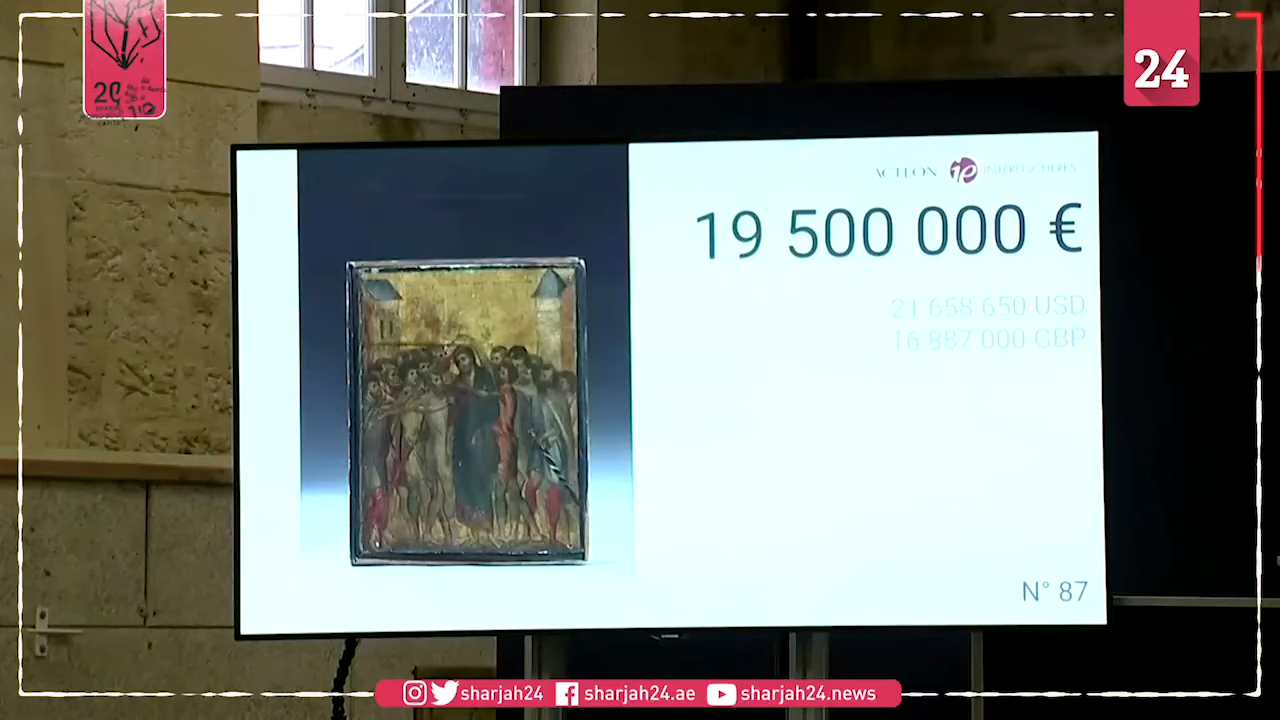 24
ACTEON
INTERENCHERES
19 500 000 €
21 658 650 USD
16 887 000 GBP
N° 87
sharjah24 sharjah24.ae sharjah24.news